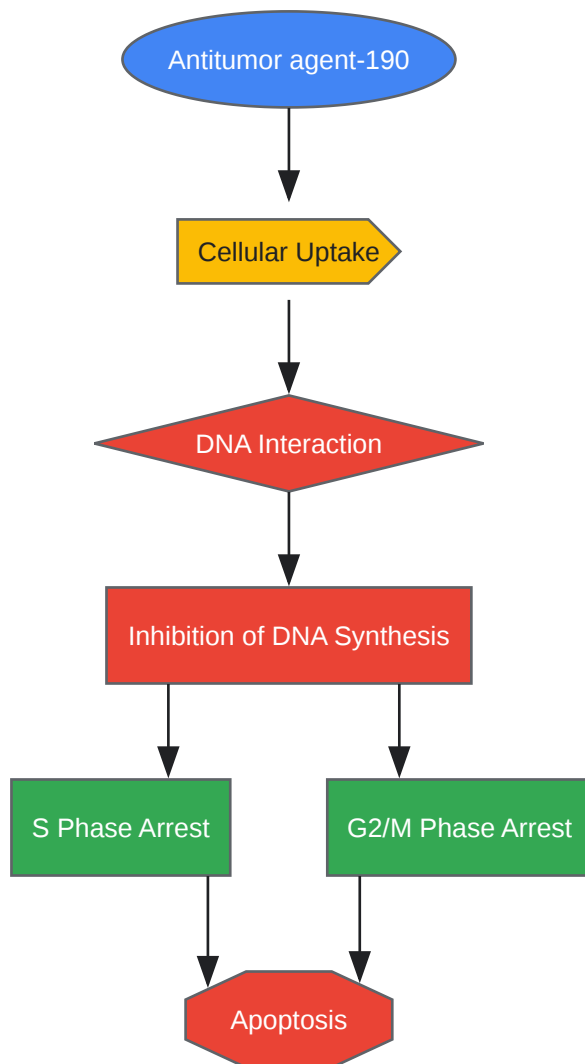 Antitumor agent-190
Cellular Uptake
DNA Interaction
Inhibition of DNA Synthesis
S Phase Arrest
G2/M Phase Arrest
Apoptosis